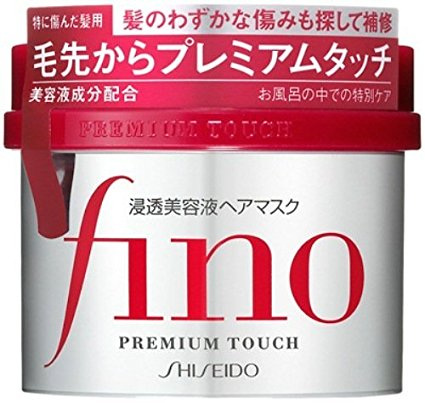 特に傷んだ髪用
髪のわずかな傷みも探して補修
毛先からプレミアムタッチ
美容液成分配合
お風呂の中での特別ケア
PREMIUM TOUCH
浸透美容液ヘアマスク
fino
PREMIUM TOUCH
SHISEIDO